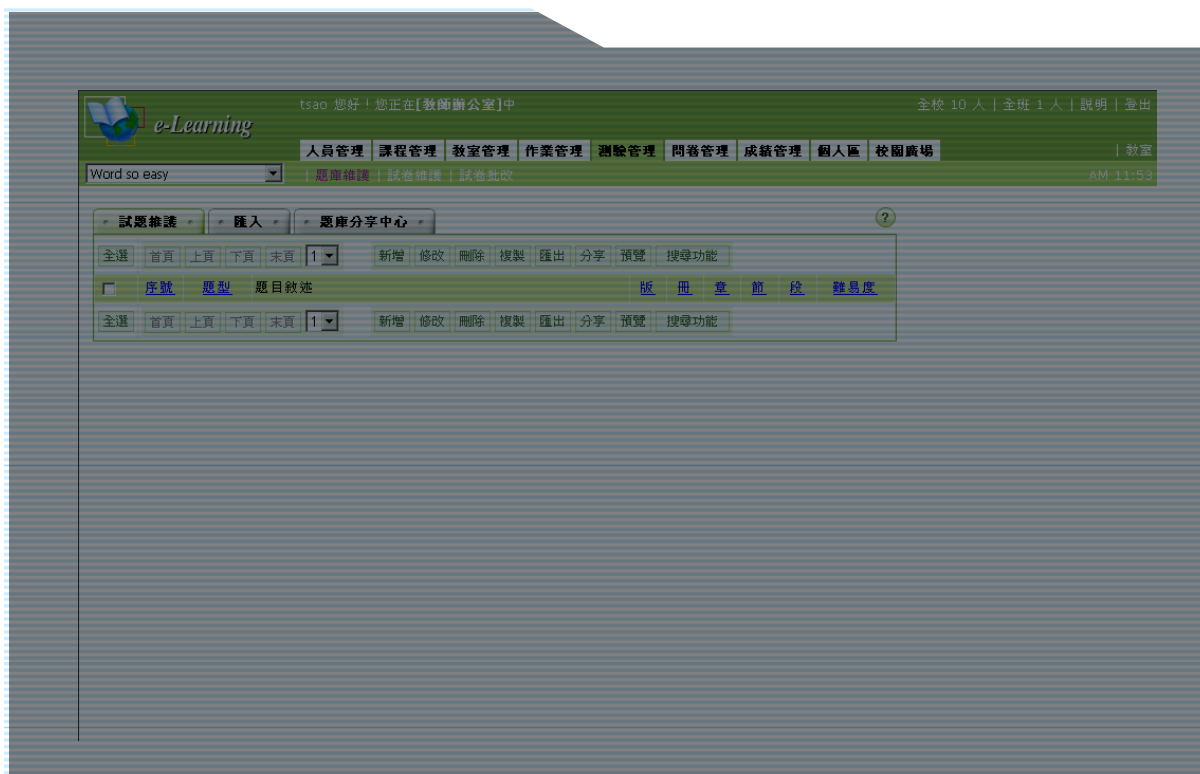 tsao 您好！您正在[教師辦公室]中
全校 10 人 | 全班 1 人 | 說明 | 登出
e-Learning
人員管理 課程管理 教室管理 作業管理 測驗管理 問卷管理 成績管理 個人區 校園廣場 | 教室
Word so easy | 題庫維護 | 試卷維護 | 試卷批改 AM 11:53
試題維護 匯入 題庫分享中心 ?
全選 首頁 上頁 下頁 末頁 1 新增 修改 刪除 複製 匯出 分享 預覽 搜尋功能
序號 題型 題目敘述 版 冊 章 節 段 難易度
全選 首頁 上頁 下頁 末頁 1 新增 修改 刪除 複製 匯出 分享 預覽 搜尋功能